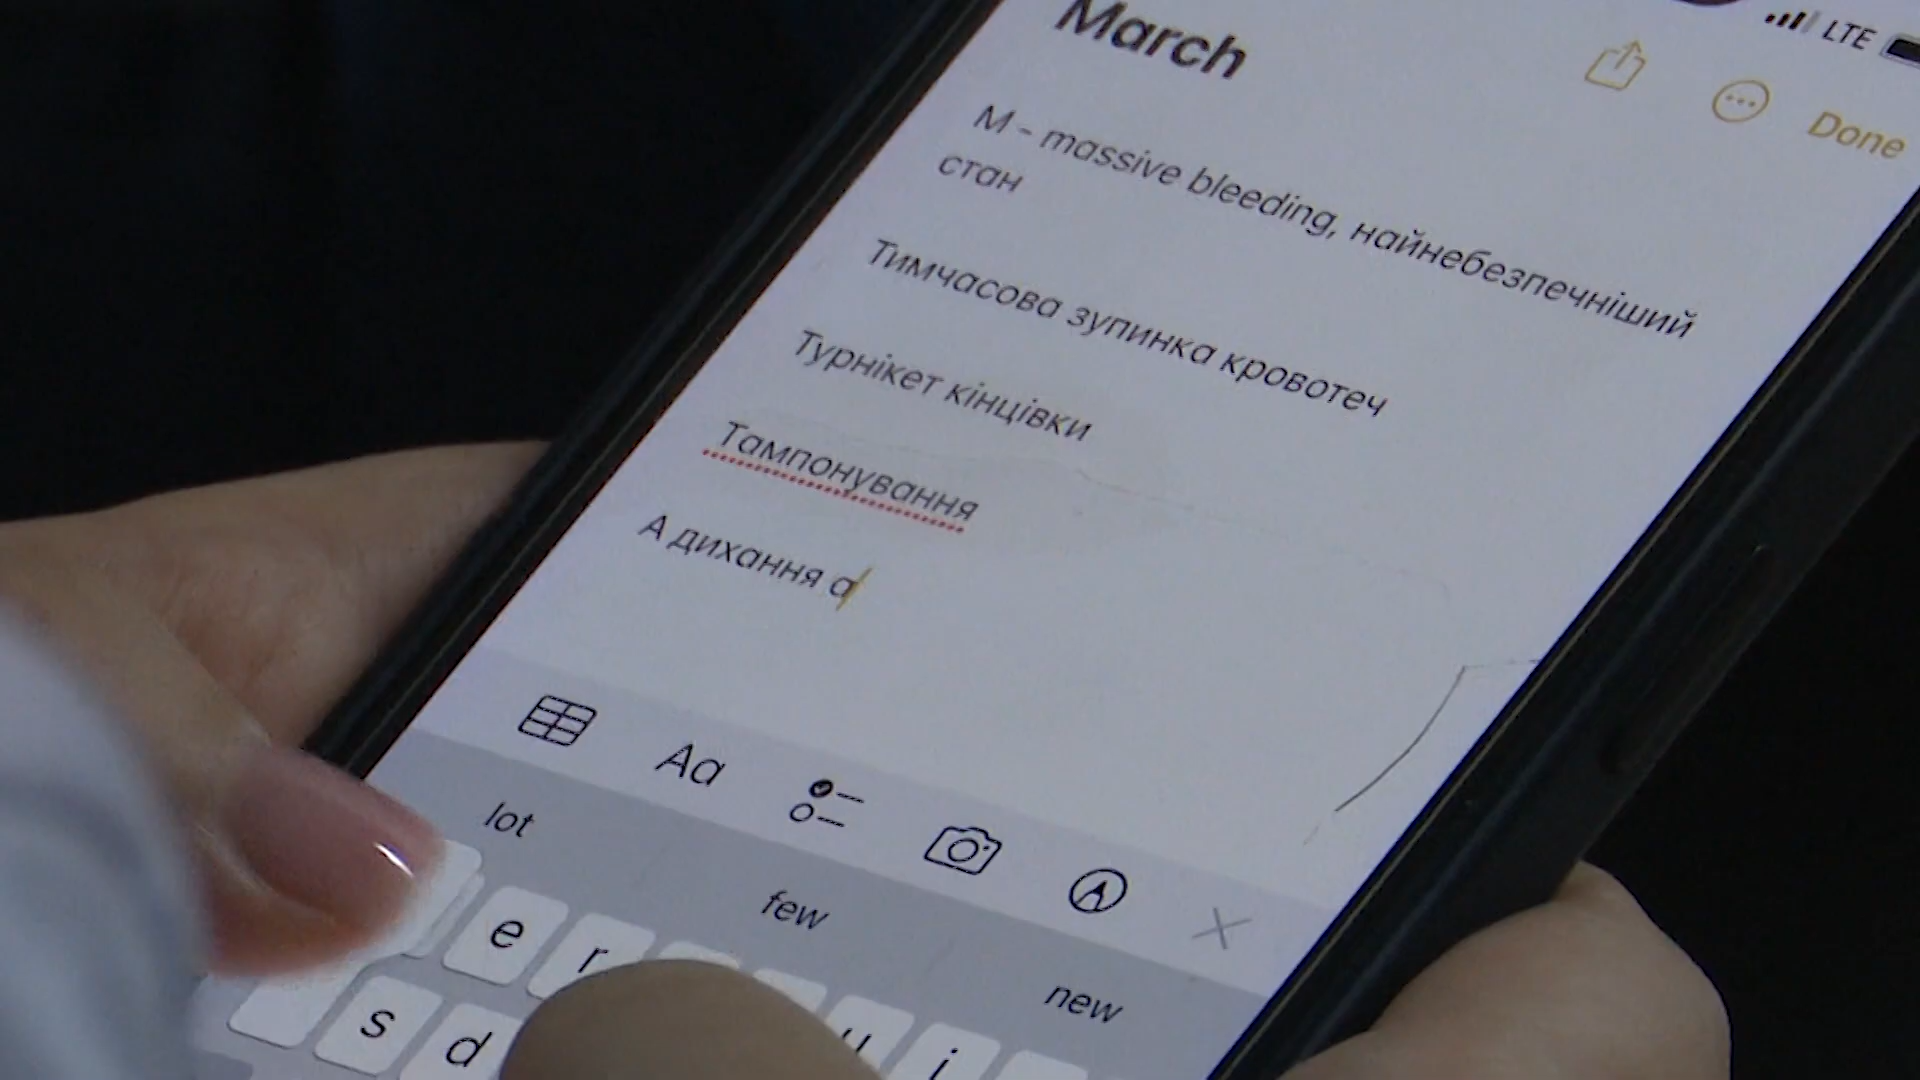 LTE
Done
March
M - massive bleeding, найнебезпечніший
стан
Тимчасова зупинка кровотеч
Турнікет кінцівки
Тампонування
А дихання а
Aa
lot
few
new
e r
s d
u i